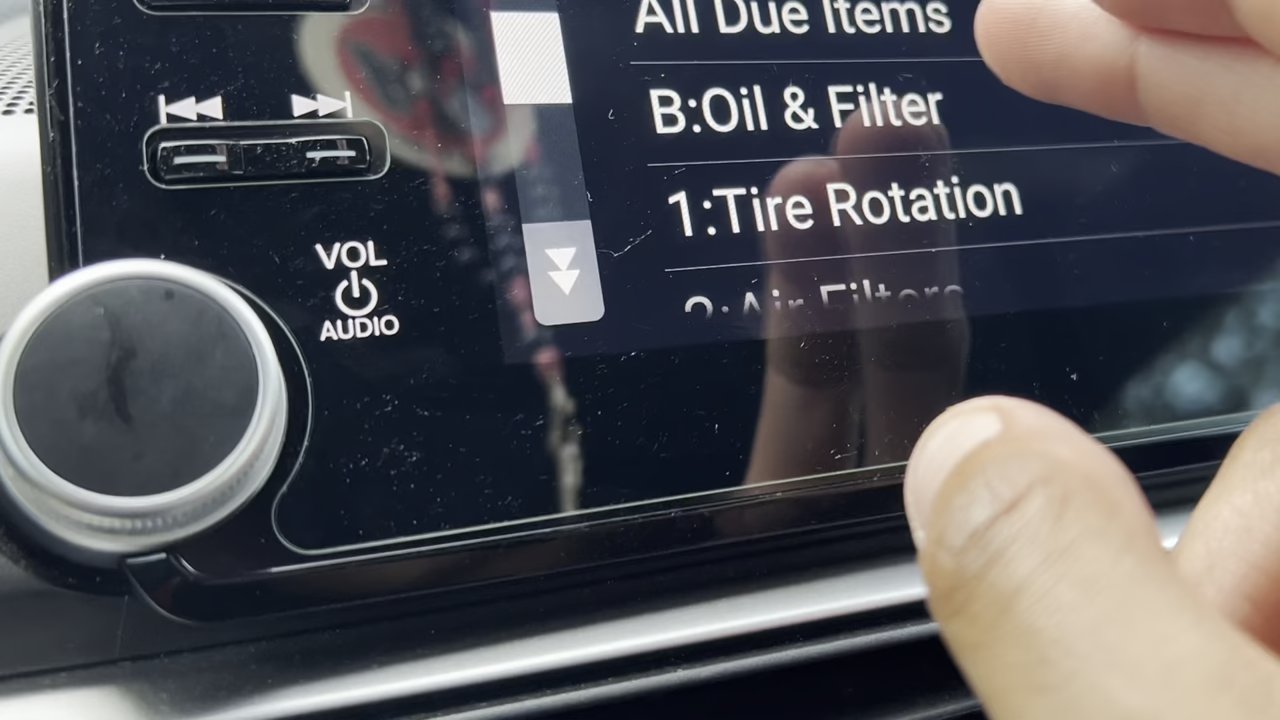 All Due Items
B:Oil & Filter
1:Tire Rotation
2:Air Filters
VOL
AUDIO